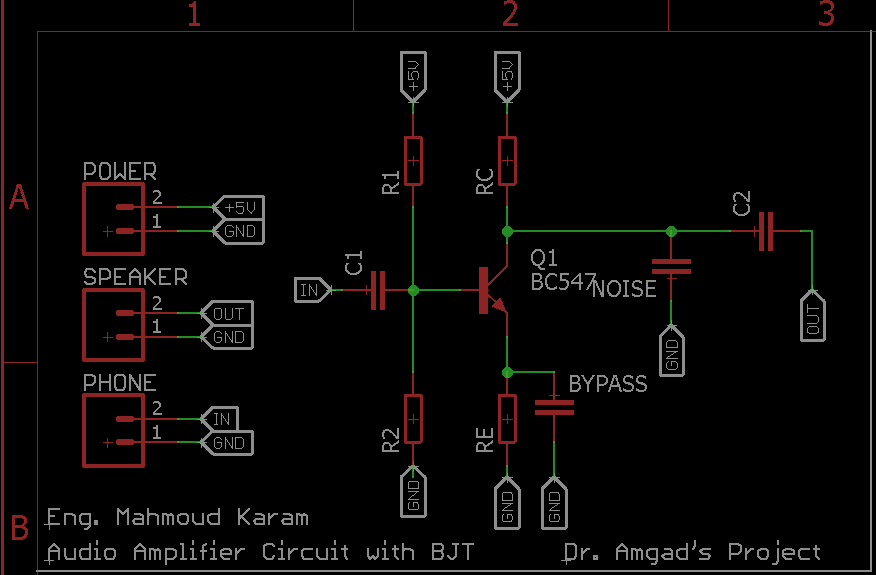 1 2 3
A
B
+5V +5V
R1 RC
C2
POWER
2 +5V
1 GND
C1
Q1
BC547
NOISE
IN
SPEAKER
2 OUT
1 GND
OUT
GND
PHONE
2 IN
1 GND
BYPASS
R2 RE
GND GND GND
Eng. Mahmoud Karam
Audio Amplifier Circuit with BJT
Dr. Amgad's Project